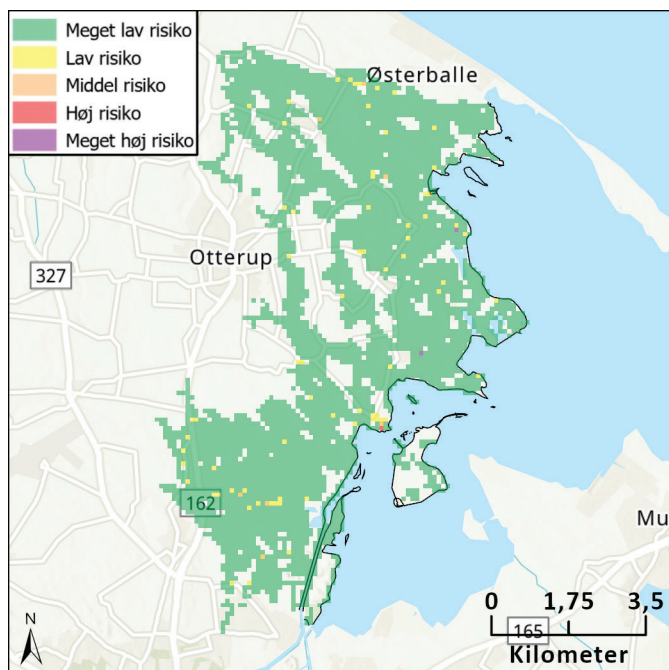 Meget lav risiko
Lav risiko
Middel risiko
Høj risiko
Meget høj risiko
Østerballe
Otterup
327
162
Mu
N
0 1,75 3,5
165
Kilometer